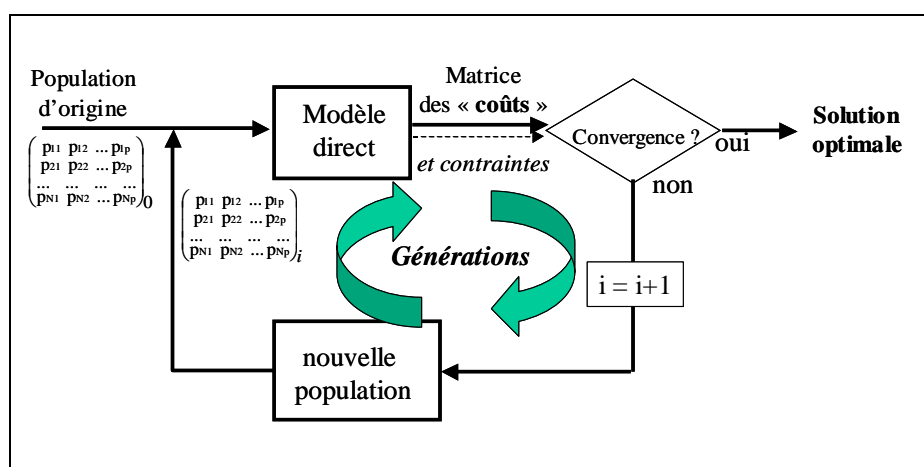 Population
d'origine
p11 p12 ... p1p
p21 p22 ... p2p
... ... ... ...
pN1 pN2 ... pNp
0
p11 p12 ... p1p
p21 p22 ... p2p
... ... ... ...
pN1 pN2 ... pNp
i
Modèle
direct
Matrice
des « coûts »
et contraintes
Convergence ?
oui
non
Solution
optimale
Générations
i = i+1
nouvelle
population